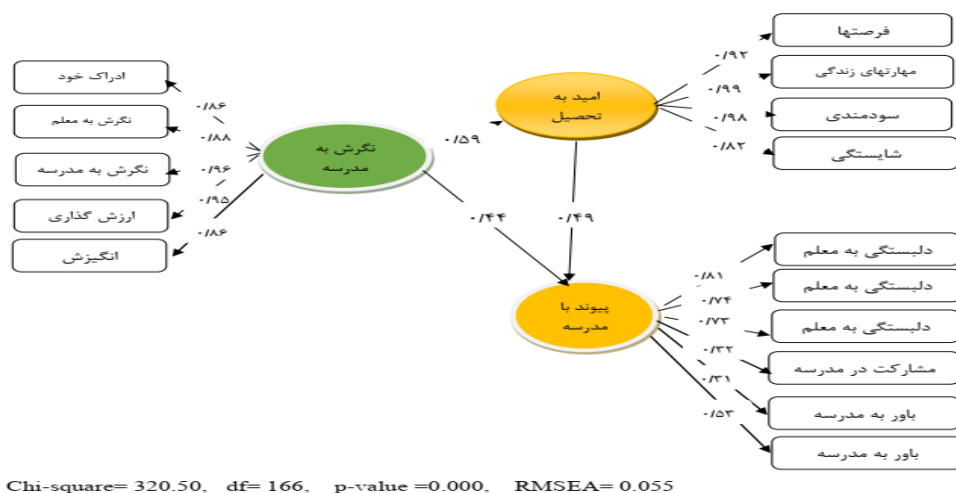 فرصتها
مهارتهای زندگی
سودمندی
شایستگی
۰/۹۲
۰/۹۹
۰/۹۸
۰/۸۲
امید به
تحصیل
ادراک خود
نگرش به معلم
نگرش به مدرسه
ارزش گذاری
انگیزش
۰/۸۶
۰/۸۸
۰/۹۶
۰/۹۵
۰/۸۶
نگرش به
مدرسه
۰/۵۹
۰/۴۴
۰/۴۹
پیوند با
مدرسه
دلبستگی به معلم
دلبستگی به معلم
دلبستگی به معلم
مشارکت در مدرسه
باور به مدرسه
باور به مدرسه
۰/۸۱
۰/۷۴
۰/۷۳
۰/۳۲
۰/۳۱
۰/۵۳
Chi-square= 320.50, df= 166, p-value =0.000, RMSEA= 0.055